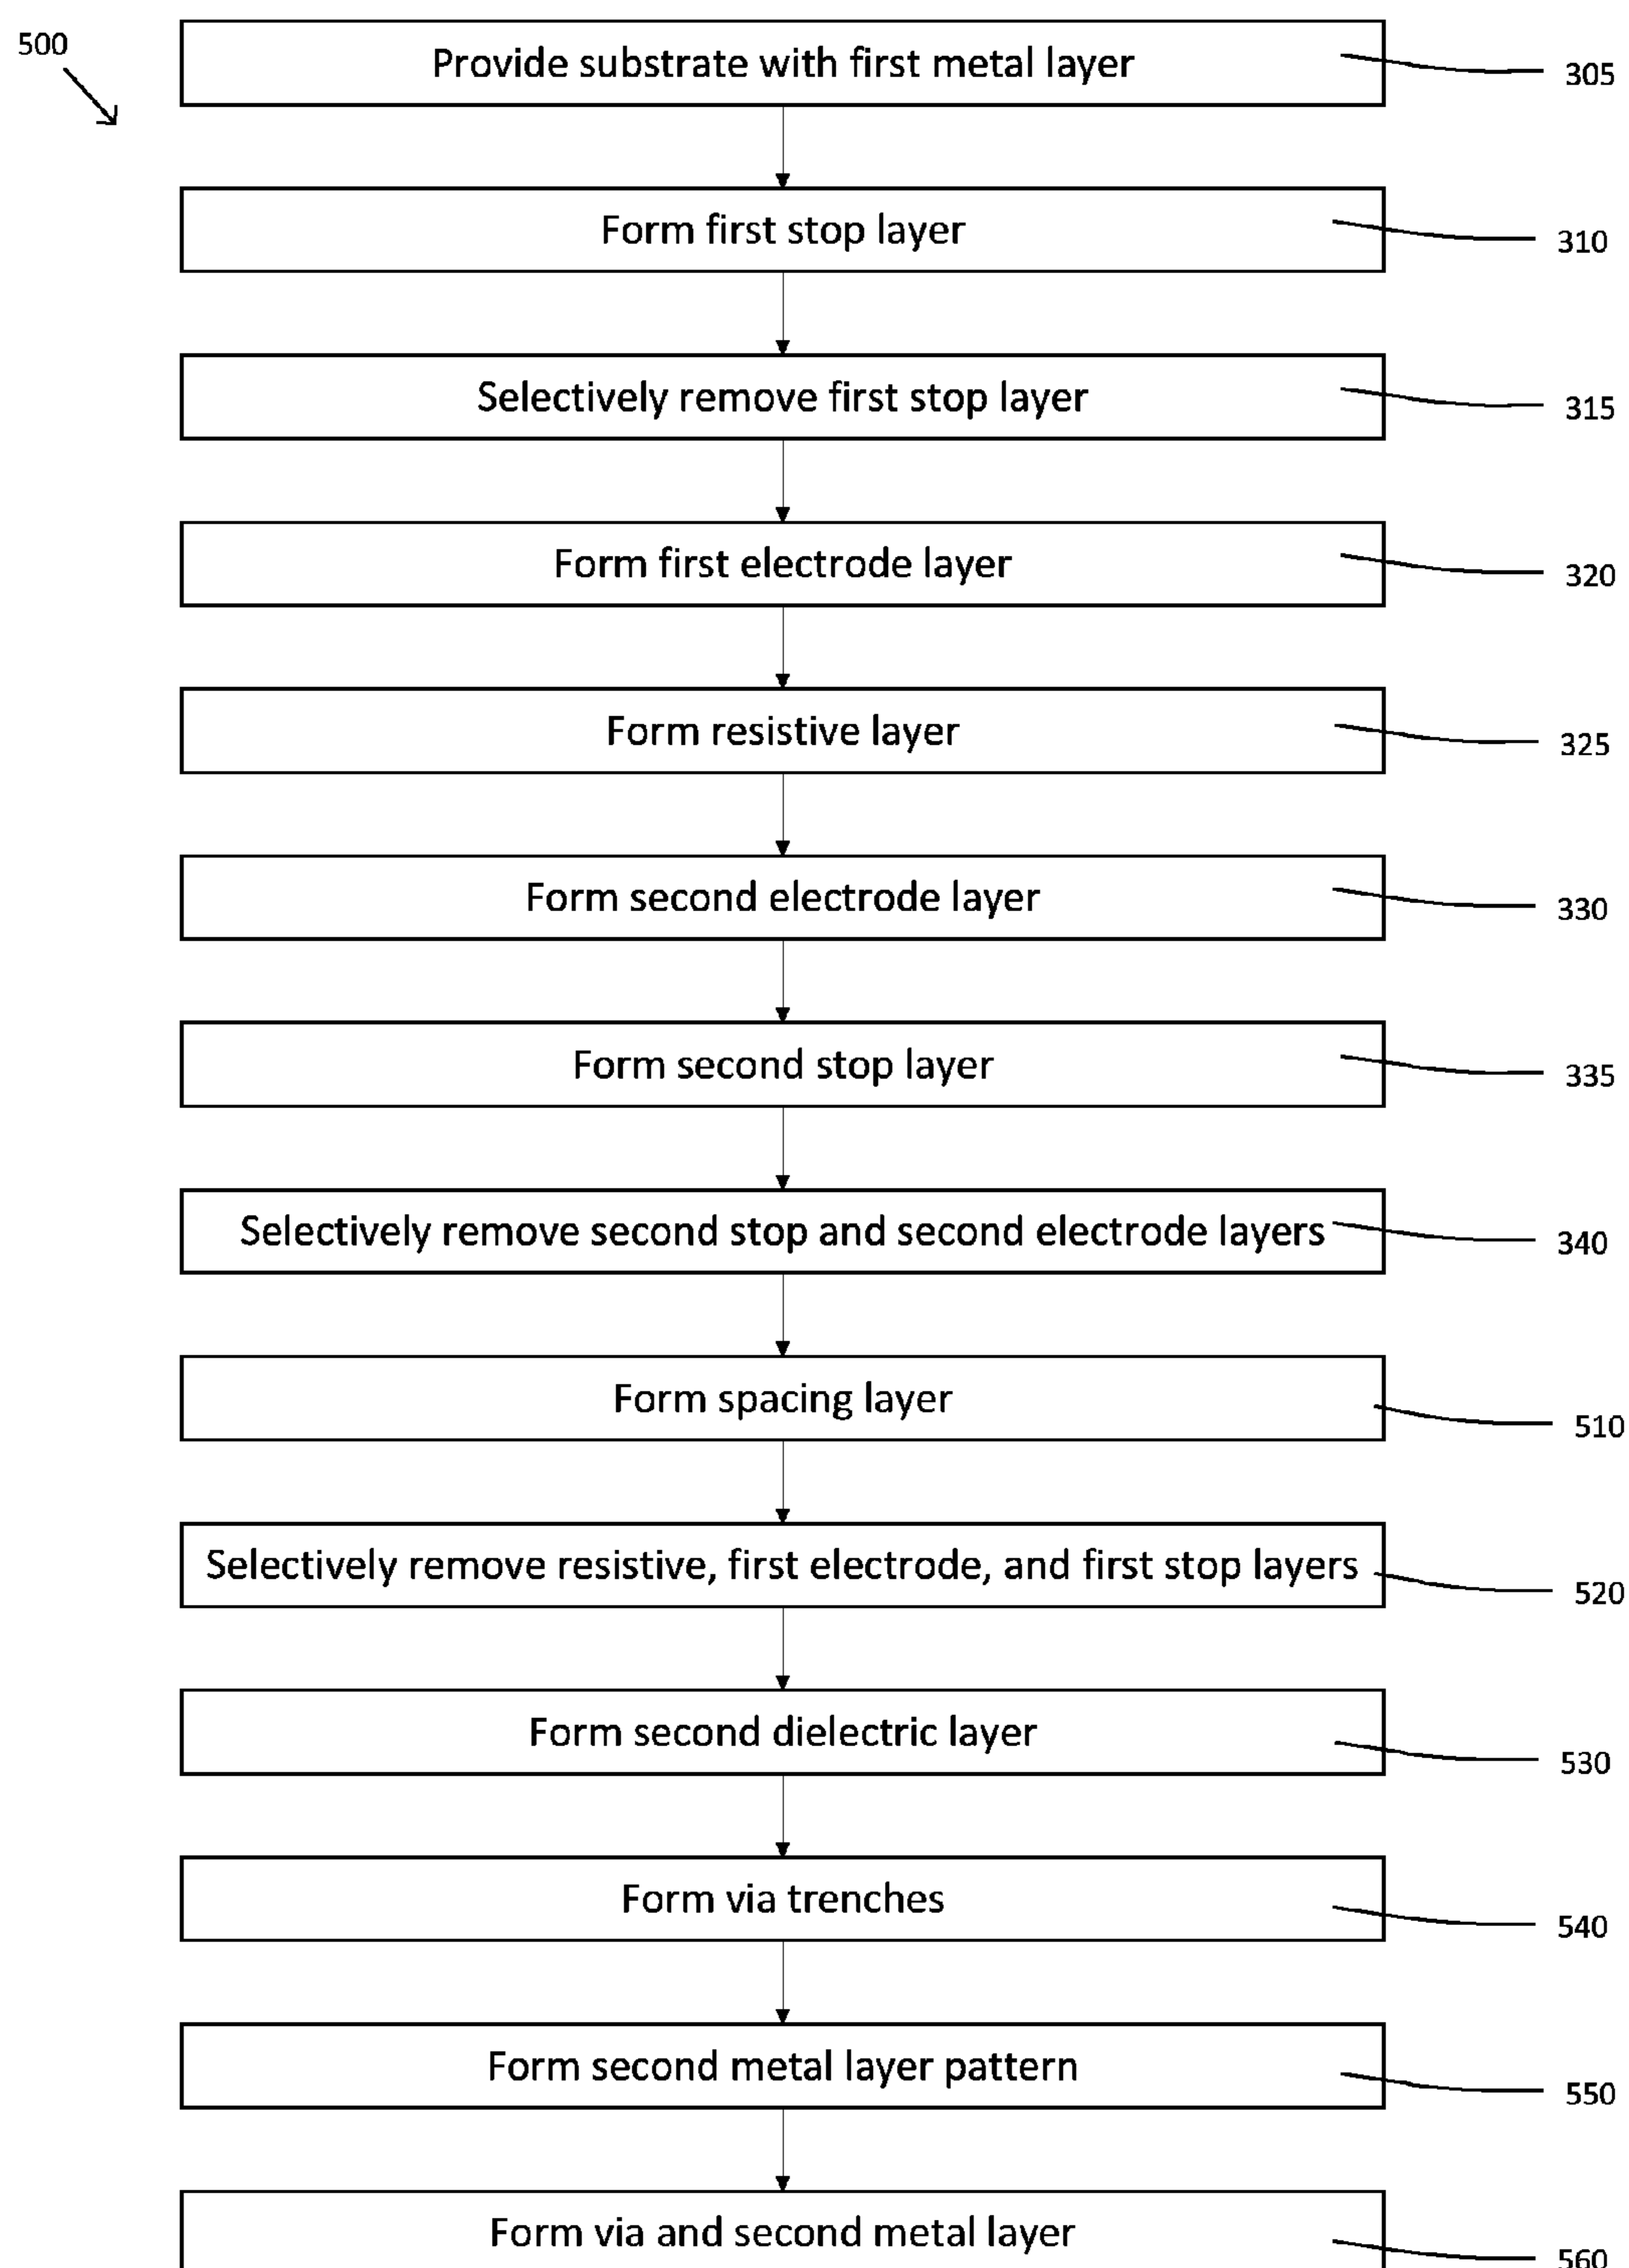 500
Provide substrate with first metal layer
305
Form first stop layer
310
Selectively remove first stop layer
315
Form first electrode layer
320
Form resistive layer
325
Form second electrode layer
330
Form second stop layer
335
Selectively remove second stop and second electrode layers
340
Form spacing layer
510
Selectively remove resistive, first electrode, and first stop layers
520
Form second dielectric layer
530
Form via trenches
540
Form second metal layer pattern
550
Form via and second metal layer
560